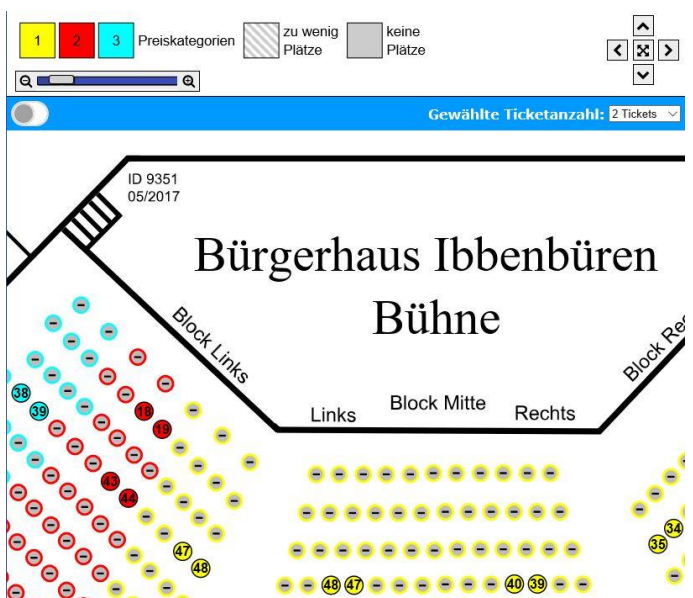 1 2 3 Preiskategorien zu wenig Plätze keine Plätze
Gewählte Ticketanzahl: 2 Tickets
ID 9351
05/2017
Bürgerhaus Ibbenbüren
Bühne
Block Links
Links Block Mitte Rechts
38
39
18
19
43
44
47
48
48 47 40 39
34
35